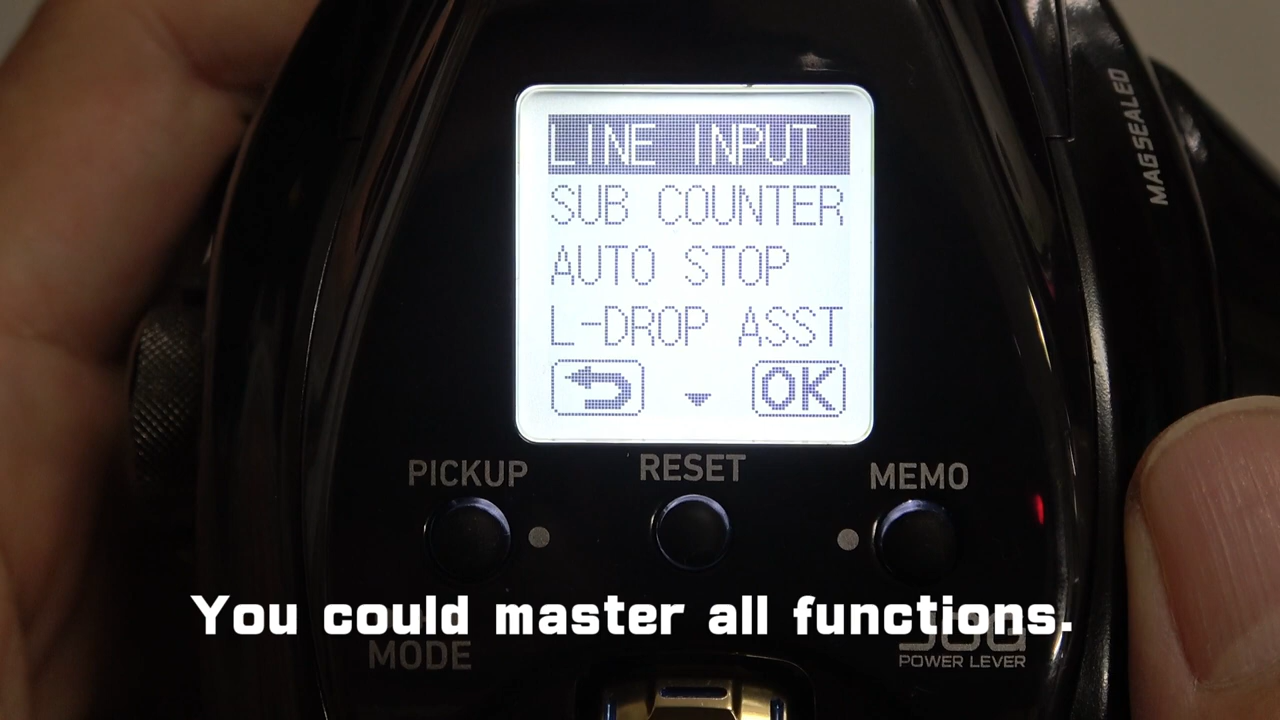 MAGSEALED
LINE INPUT
SUB COUNTER
AUTO STOP
L-DROP ASST
OK
PICKUP
RESET
MEMO
You could master all functions.
MODE
JOG
POWER LEVER